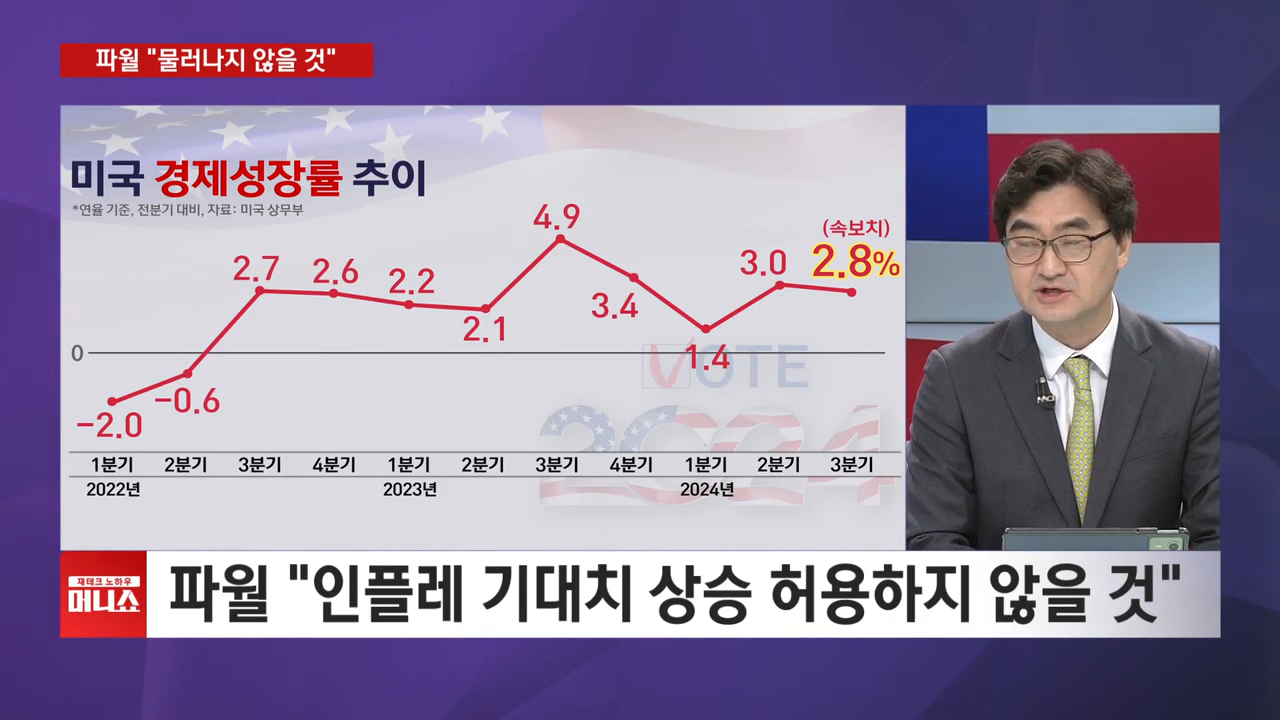 파월 "물러나지 않을 것"
미국 경제성장률 추이
*연율 기준, 전분기 대비, 자료: 미국 상무부
4.9
(속보치)
2.7 2.6 2.2 3.0 2.8%
2.1 3.4
0
1.4
VOTE
-0.6
-2.0
2024
1분기 2분기 3분기 4분기 1분기 2분기 3분기 4분기 1분기 2분기 3분기
2022년 2023년 2024년
재테크 노하우
머니쇼
파월 "인플레 기대치 상승 허용하지 않을 것"